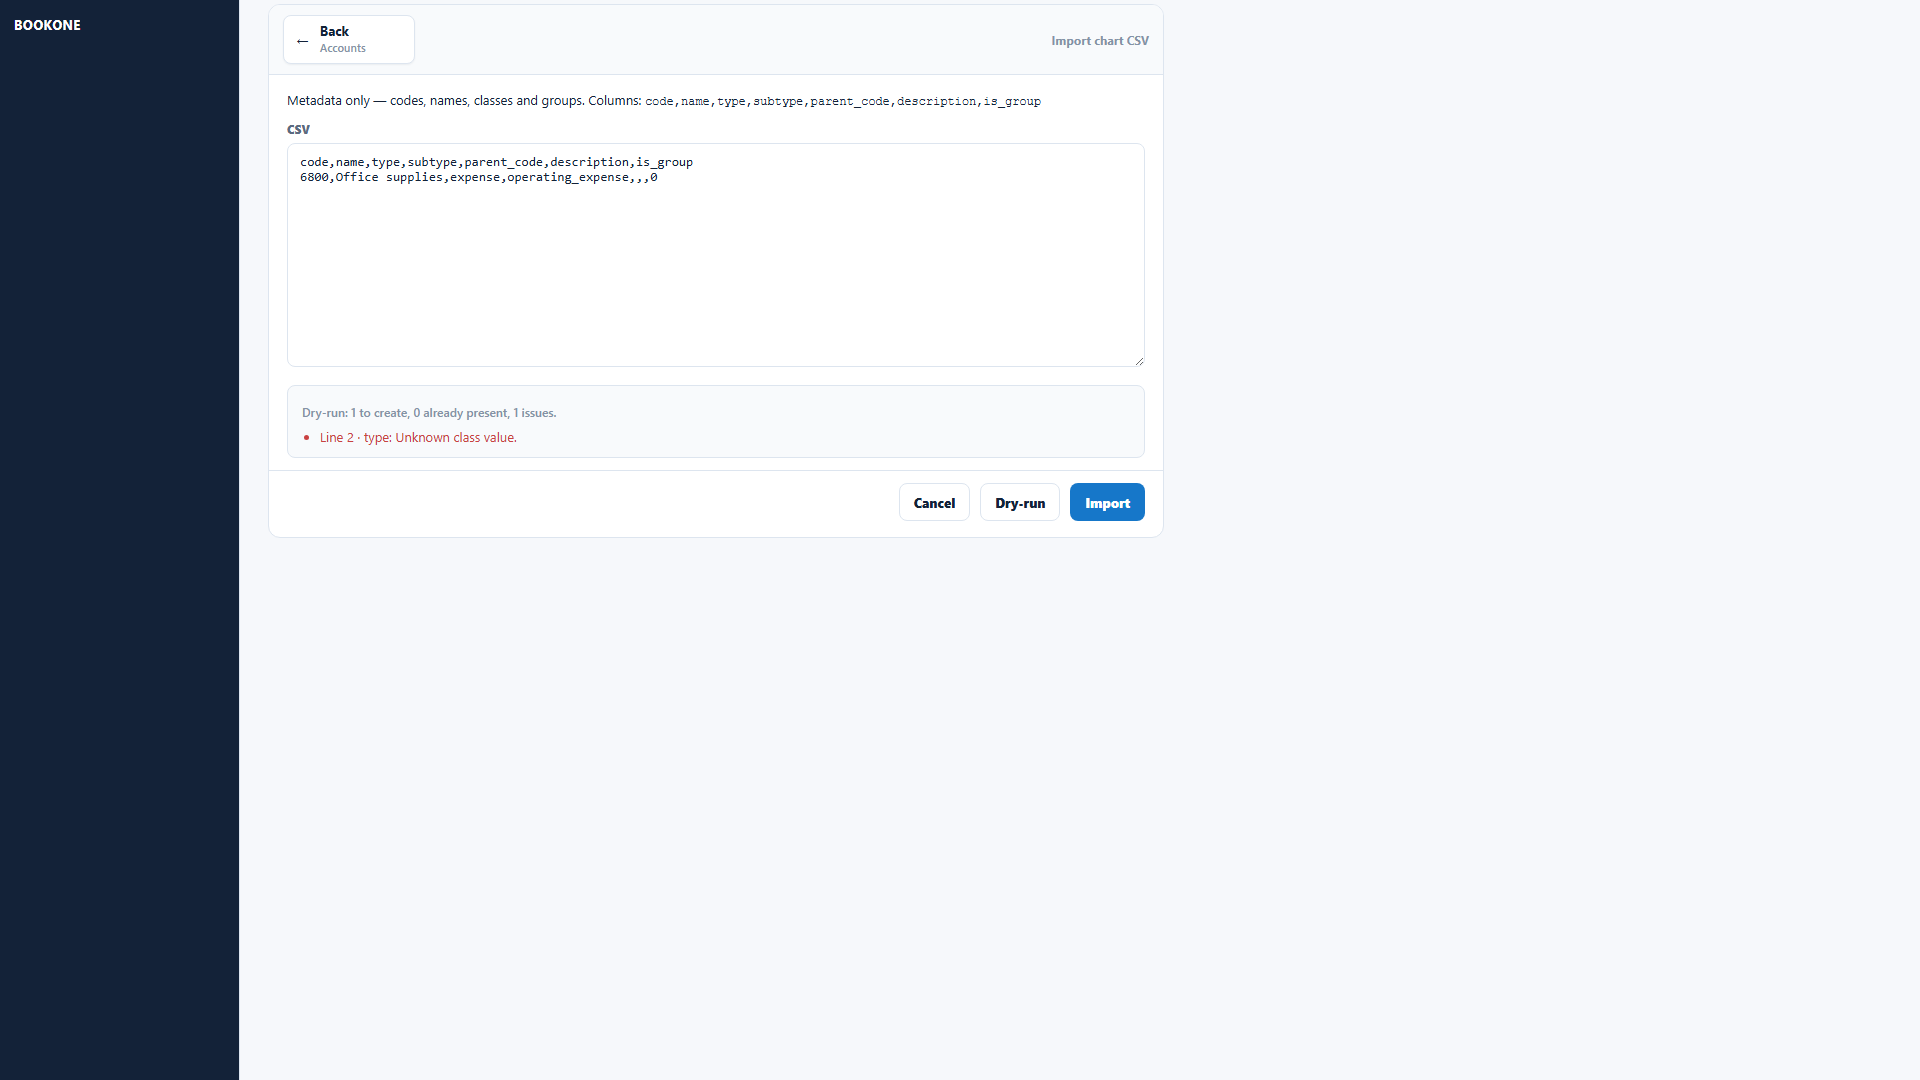 BOOKONE
← Back
Accounts
Import chart CSV
Metadata only — codes, names, classes and groups. Columns: code,name,type,subtype,parent_code,description,is_group
CSV
code,name,type,subtype,parent_code,description,is_group
6800,Office supplies,expense,operating_expense,,,0
Dry-run: 1 to create, 0 already present, 1 issues.
• Line 2 · type: Unknown class value.
Cancel
Dry-run
Import